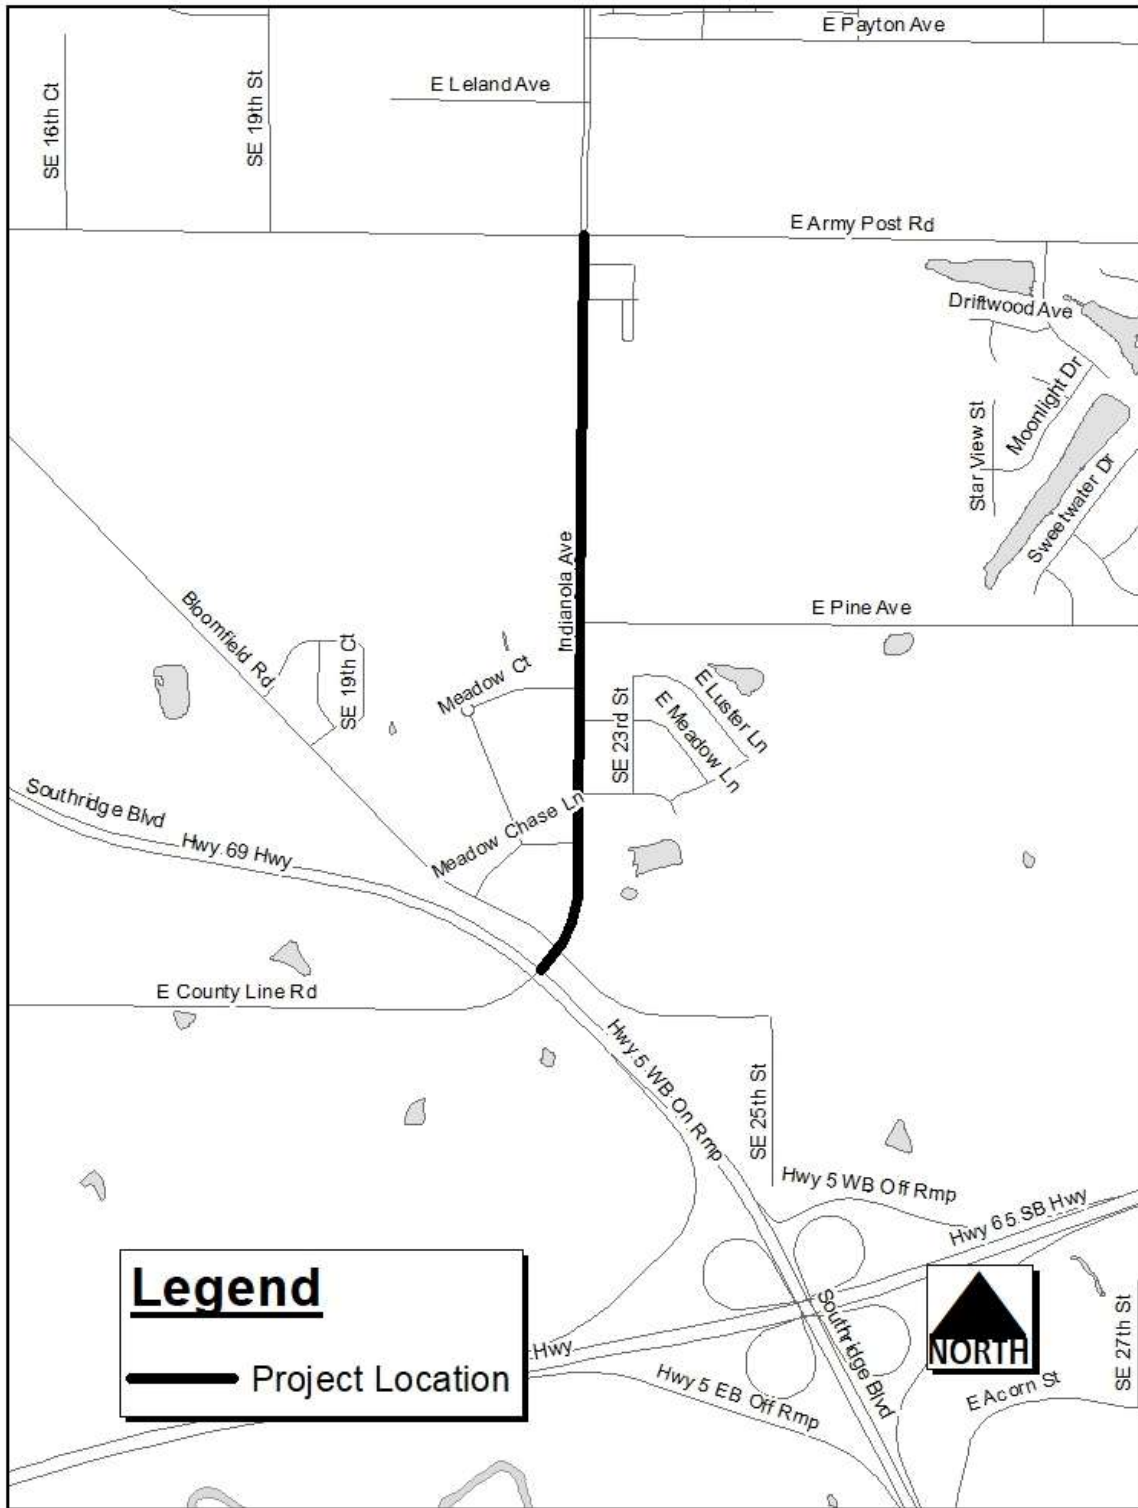 E Payton Ave
E Leland Ave
SE 16th Ct
SE 19th St
E Army Post Rd
Driftwood Ave
Moonlight Dr
Star View St
Sweetwater Dr
Indianola Ave
E Pine Ave
Bloomfield Rd
SE 19th Ct
Meadow Ct
SE 23rd St
E Luster Ln
E Meadow Ln
Southridge Blvd
Hwy 69 Hwy
Meadow Chase Ln
E County Line Rd
Hwy 5 WB On Rmp
SE 25th St
Hwy 5 WB Off Rmp
Hwy 65 SB Hwy
Legend
Project Location
Hwy
Southridge Blvd
NORTH
SE 27th St
Hwy 5 EB Off Rmp
E Acorn St